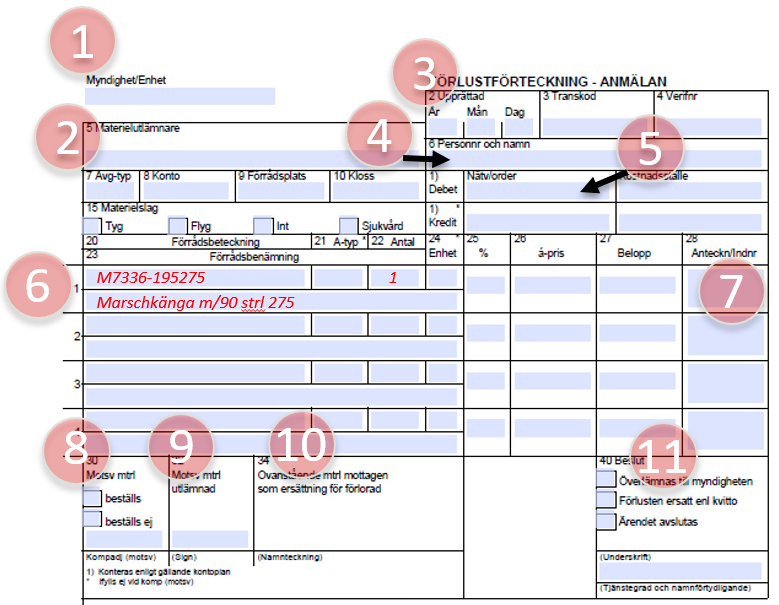 1
Myndighet/Enhet
3
FÖRLUSTFÖRTECKNING - ANMÄLAN
2 Upprättad
3 Transkod
4 Verifnr
År Mån Dag
2
5 Materielutlämnare
4
6 Personnr och namn
5
7 Avg-typ
8 Konto
9 Förrådsplats
10 Kloss
1)
Debet
Nätv/order
Kostnadsställe
15 Materielslag
Tyg
Flyg
Int
Sjukvård
1) *
Kredit
20 Förrådsbeteckning
21 A-typ *
22 Antal
23 Förrådsbenämning
24 *
Enhet
25
%
26
á-pris
27
Belopp
28
Anteckn/Indnr
6
1
M7336-195275
1
Marschkänga m/90 strl 275
7
2
3
4
8
9
10
11
30
Motsv mtrl
beställs
beställs ej
Motsv mtrl
utlämnad
34
Ovanstående mtrl mottagen
som ersättning för förlorad
40 Beslut
Överlämnas till myndigheten
Förlusten ersatt enl kvitto
Ärendet avslutas
Kompadj (motsv)
(Sign)
(Namnteckning)
(Underskrift)
1) Konteras enligt gällande kontoplan
* Ifylls ej vid komp (motsv)
(Tjänstegrad och namnförtydligande)